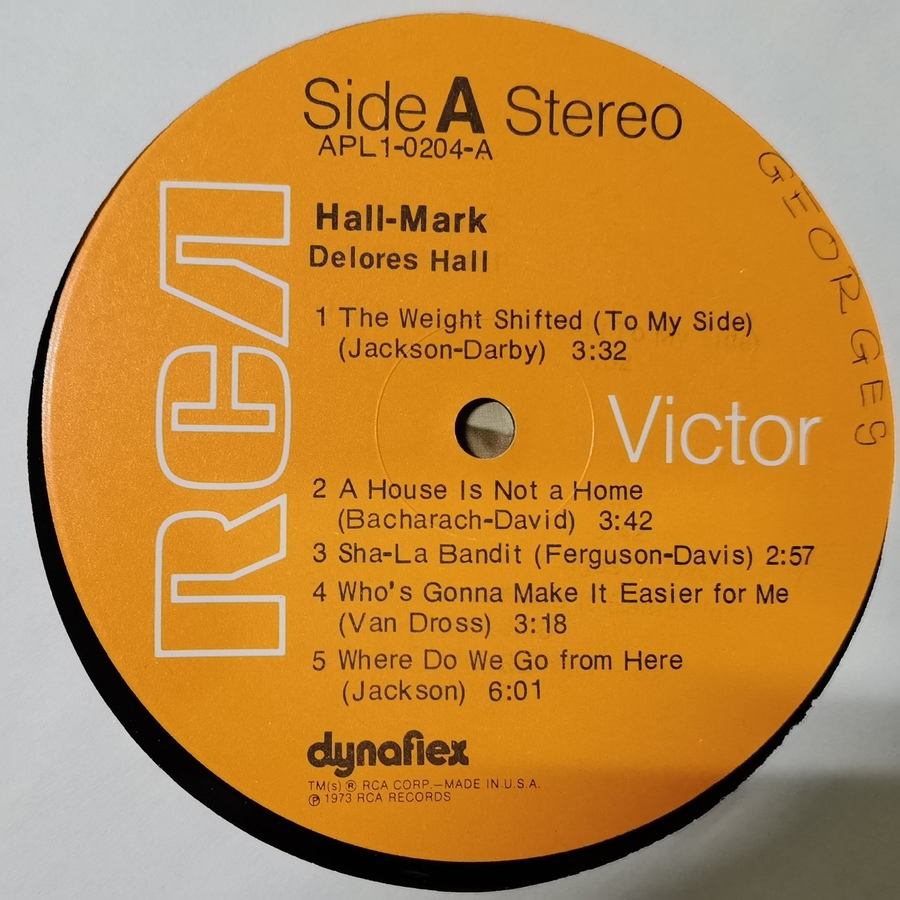 Side A Stereo
APL1-0204-A
GEORGES
RCA
Hall-Mark
Delores Hall
1 The Weight Shifted (To My Side)
(Jackson-Darby) 3:32
Victor
2 A House Is Not a Home
(Bacharach-David) 3:42
3 Sha-La Bandit (Ferguson-Davis) 2:57
4 Who's Gonna Make It Easier for Me
(Van Dross) 3:18
5 Where Do We Go from Here
(Jackson) 6:01
dynaflex
TM(s) ® RCA CORP.—MADE IN U.S.A.
℗ 1973 RCA RECORDS